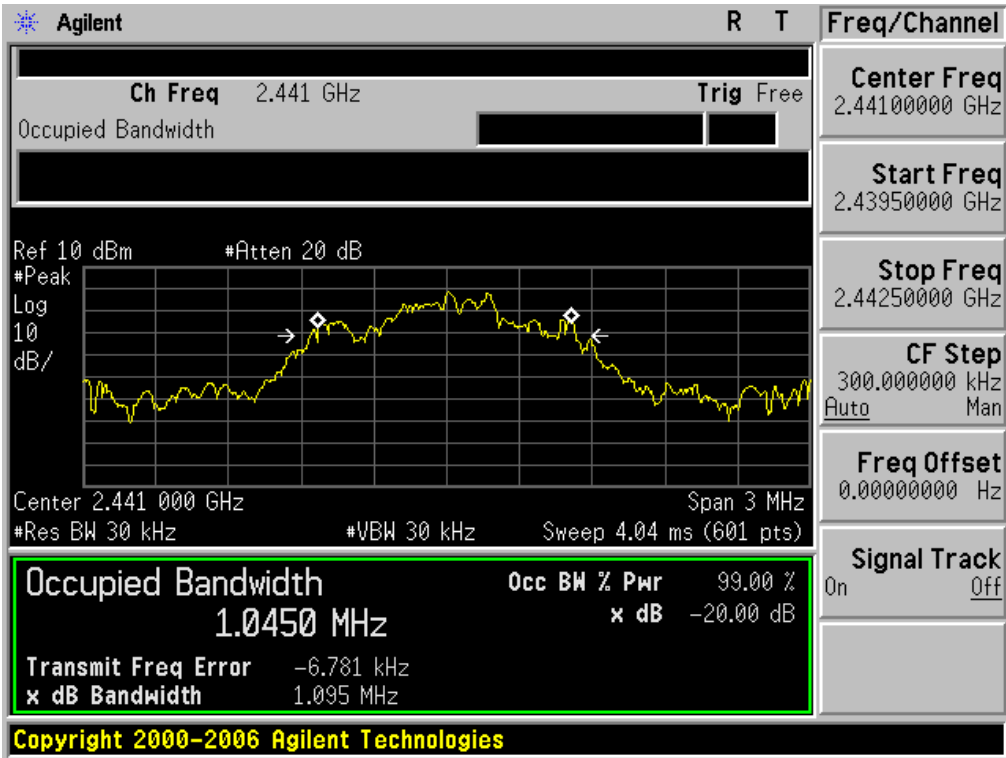 Agilent R T
Freq/Channel
Ch Freq 2.441 GHz Trig Free
Occupied Bandwidth
Ref 10 dBm #Atten 20 dB
#Peak
Log
10
dB/
Center 2.441 000 GHz Span 3 MHz
#Res BW 30 kHz #VBW 30 kHz Sweep 4.04 ms (601 pts)
Occupied Bandwidth
1.0450 MHz
Occ BW % Pwr 99.00 %
x dB -20.00 dB
Transmit Freq Error -6.781 kHz
x dB Bandwidth 1.095 MHz
Copyright 2000-2006 Agilent Technologies
Center Freq
2.44100000 GHz
Start Freq
2.43950000 GHz
Stop Freq
2.44250000 GHz
CF Step
300.000000 kHz
Auto Man
Freq Offset
0.00000000 Hz
Signal Track
On Off